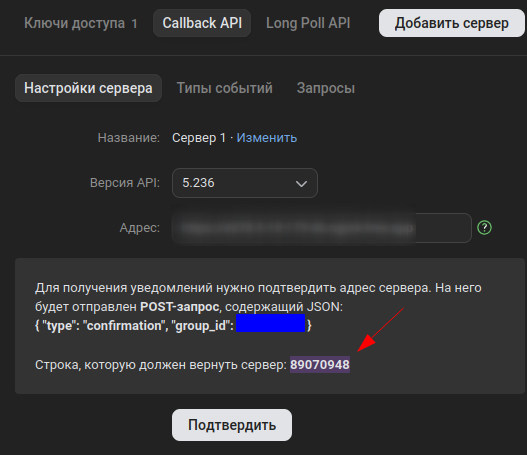 Ключи доступа 1 Callback API Long Poll API Добавить сервер
Настройки сервера Типы событий Запросы
Название: Сервер 1 · Изменить
Версия API: 5.236
Адрес: ?
Для получения уведомлений нужно подтвердить адрес сервера. На него
будет отправлен POST-запрос, содержащий JSON:
{ "type": "confirmation", "group_id": }
Строка, которую должен вернуть сервер: 89070948
Подтвердить